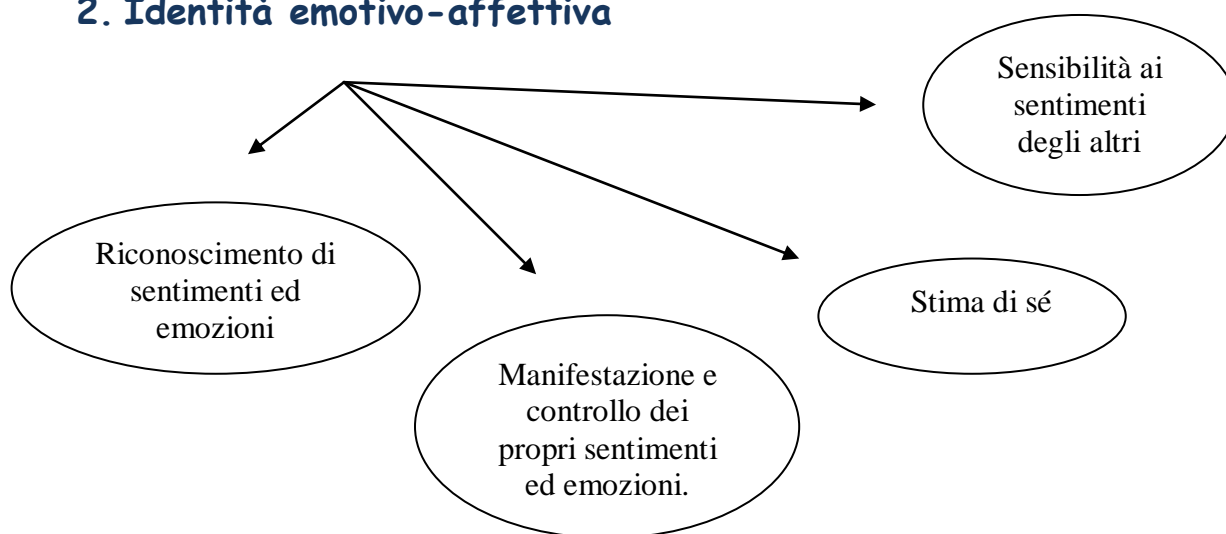 2. Identità emotivo-affettiva
Sensibilità ai
sentimenti
degli altri
Riconoscimento di
sentimenti ed
emozioni
Stima di sé
Manifestazione e
controllo dei
propri sentimenti
ed emozioni.